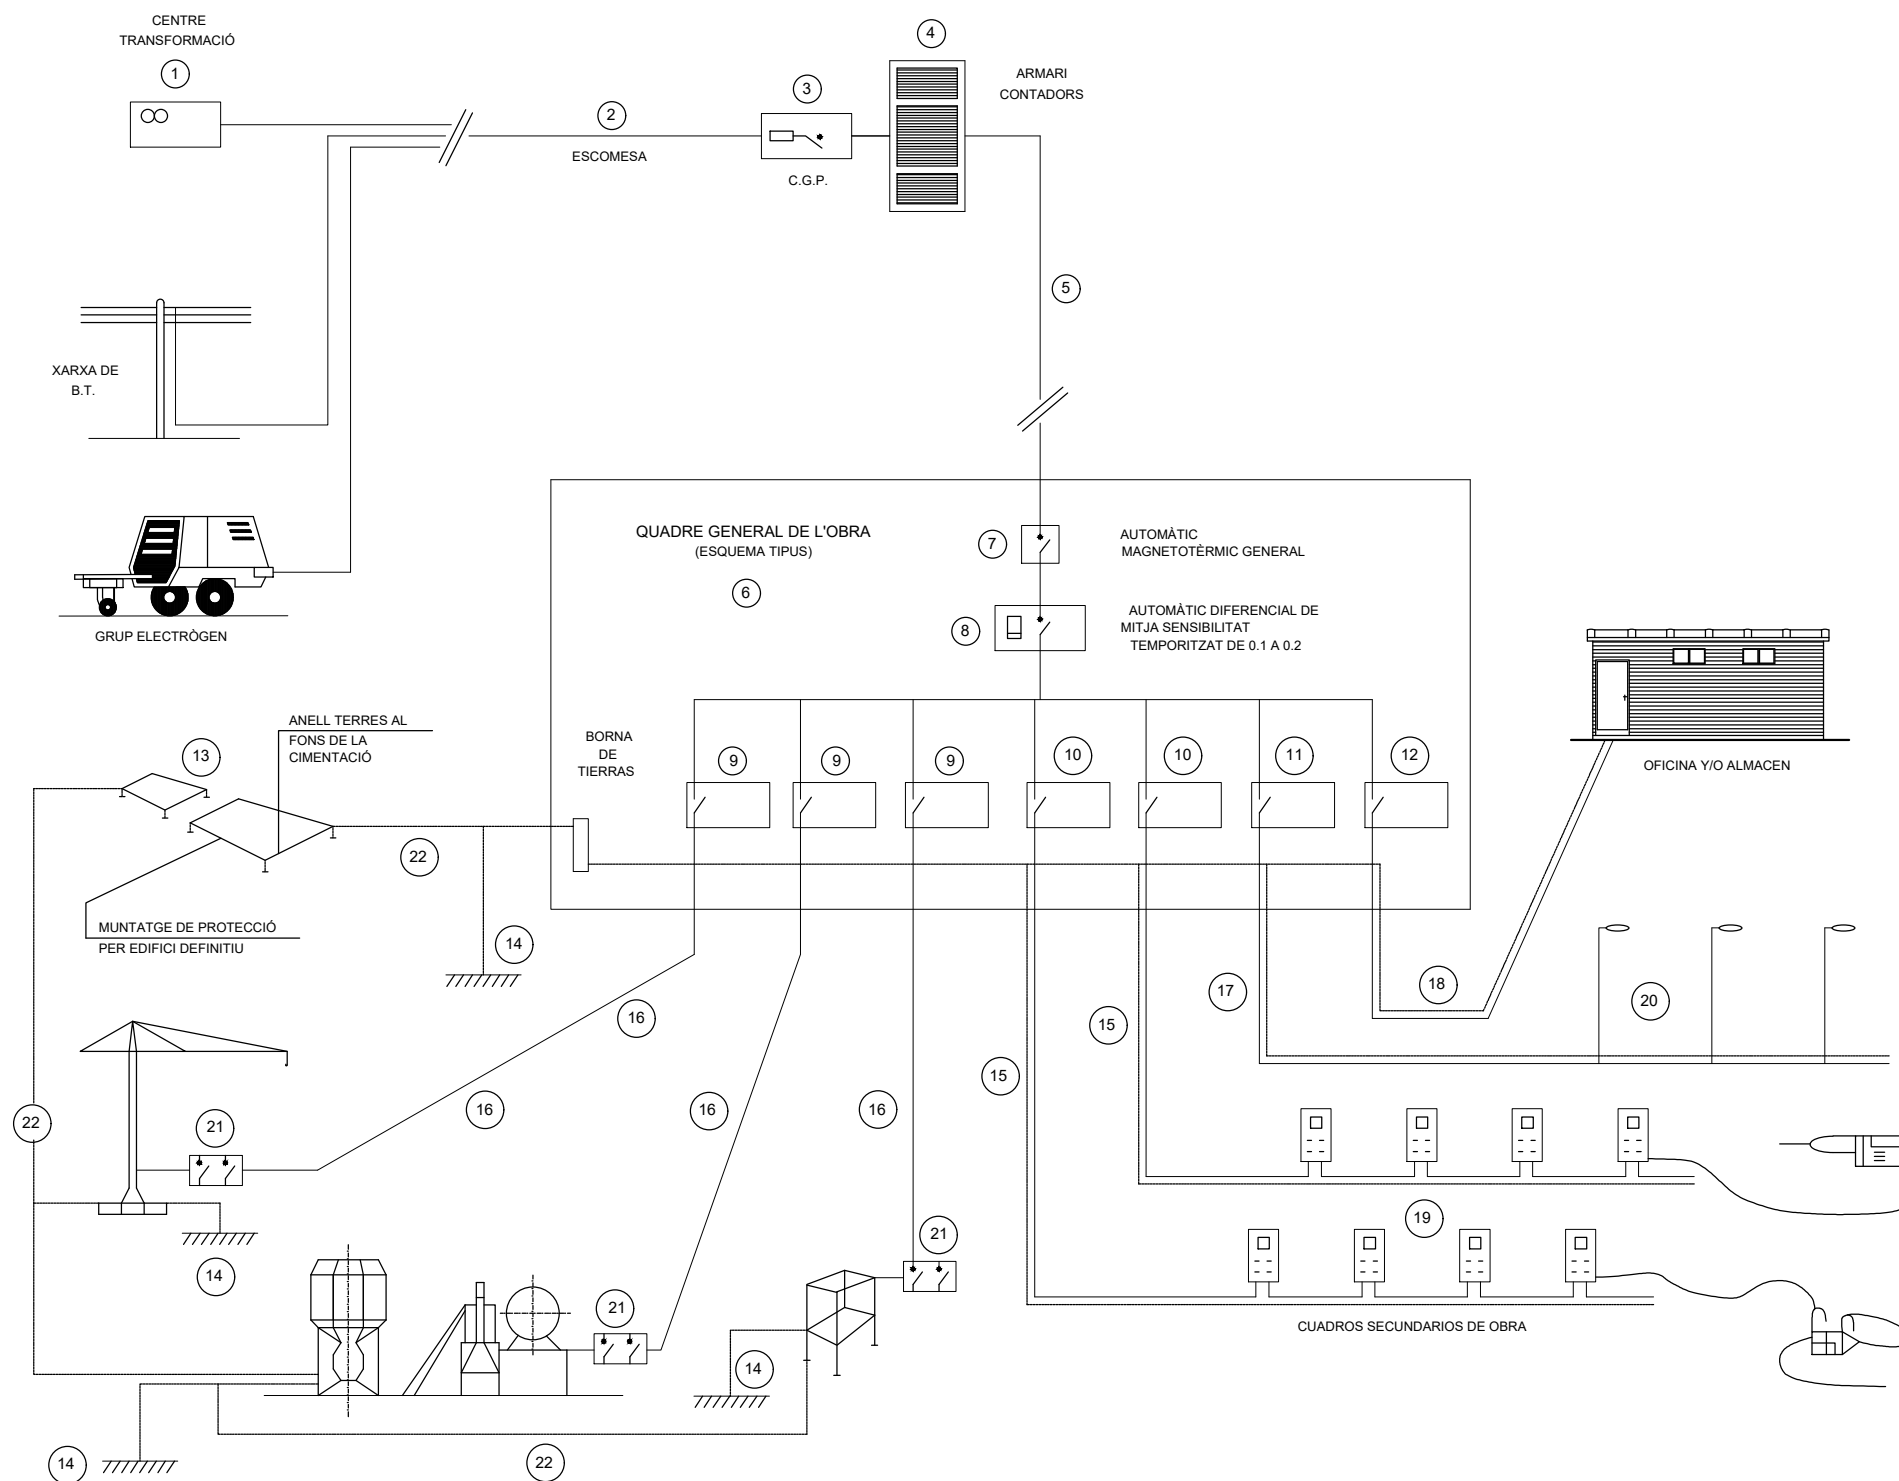 CENTRE
TRANSFORMACIÓ
1
4
ARMARI
CONTADORS
3
2
ESCOMESA
C.G.P.
5
XARXA DE
B.T.
QUADRE GENERAL DE L'OBRA
(ESQUEMA TIPUS)
6
7
AUTOMÀTIC
MAGNETOTÈRMIC GENERAL
8
AUTOMÀTIC DIFERENCIAL DE
MITJA SENSIBILITAT
TEMPORITZAT DE 0.1 A 0.2
GRUP ELECTRÒGEN
ANELL TERRES AL
FONS DE LA
CIMENTACIÓ
13
BORNA
DE
TIERRAS
9
9
9
10
10
11
12
OFICINA Y/O ALMACEN
22
MUNTATGE DE PROTECCIÓ
PER EDIFICI DEFINITIU
14
16
17
18
20
15
15
16
16
16
22
21
19
14
21
21
CUADROS SECUNDARIOS DE OBRA
14
14
22